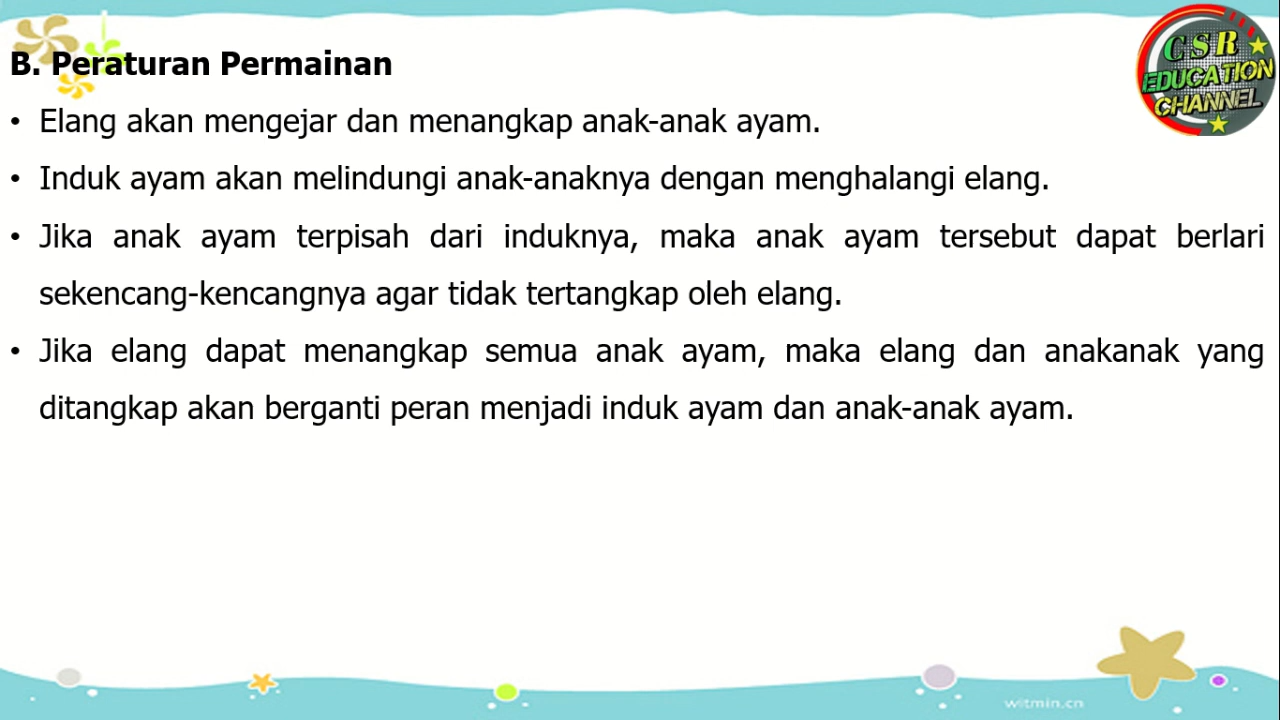 B. Peraturan Permainan
• Elang akan mengejar dan menangkap anak-anak ayam.
• Induk ayam akan melindungi anak-anaknya dengan menghalangi elang.
• Jika anak ayam terpisah dari induknya, maka anak ayam tersebut dapat berlari
sekencang-kencangnya agar tidak tertangkap oleh elang.
• Jika elang dapat menangkap semua anak ayam, maka elang dan anakanak yang
ditangkap akan berganti peran menjadi induk ayam dan anak-anak ayam.
CSR
EDUCATION
CHANNEL
witmin.cn